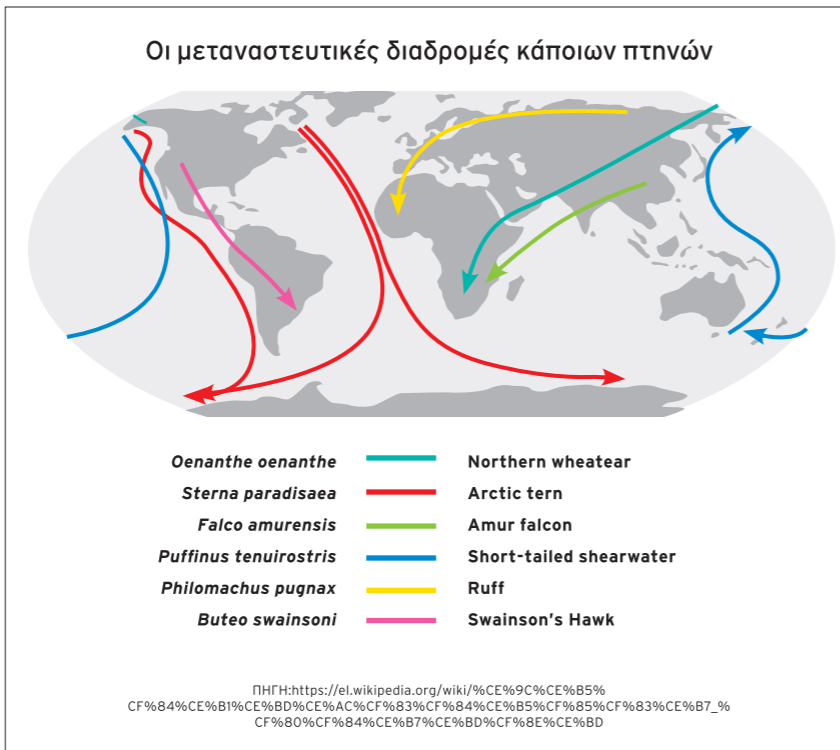 Οι μεταναστευτικές διαδρομές κάποιων πτηνών
Oenanthe oenanthe Northern wheatear
Sterna paradisaea Arctic tern
Falco amurensis Amur falcon
Puffinus tenuirostris Short-tailed shearwater
Philomachus pugnax Ruff
Buteo swainsoni Swainson's Hawk
ΠΗΓΗ:https://el.wikipedia.org/wiki/%CE%9C%CE%B5%
CF%84%CE%B1%CE%BD%CE%AC%CF%83%CF%84%CE%B5%CF%85%CF%83%CE%B7_%
CF%80%CF%84%CE%B7%CE%BD%CF%8E%CE%BD